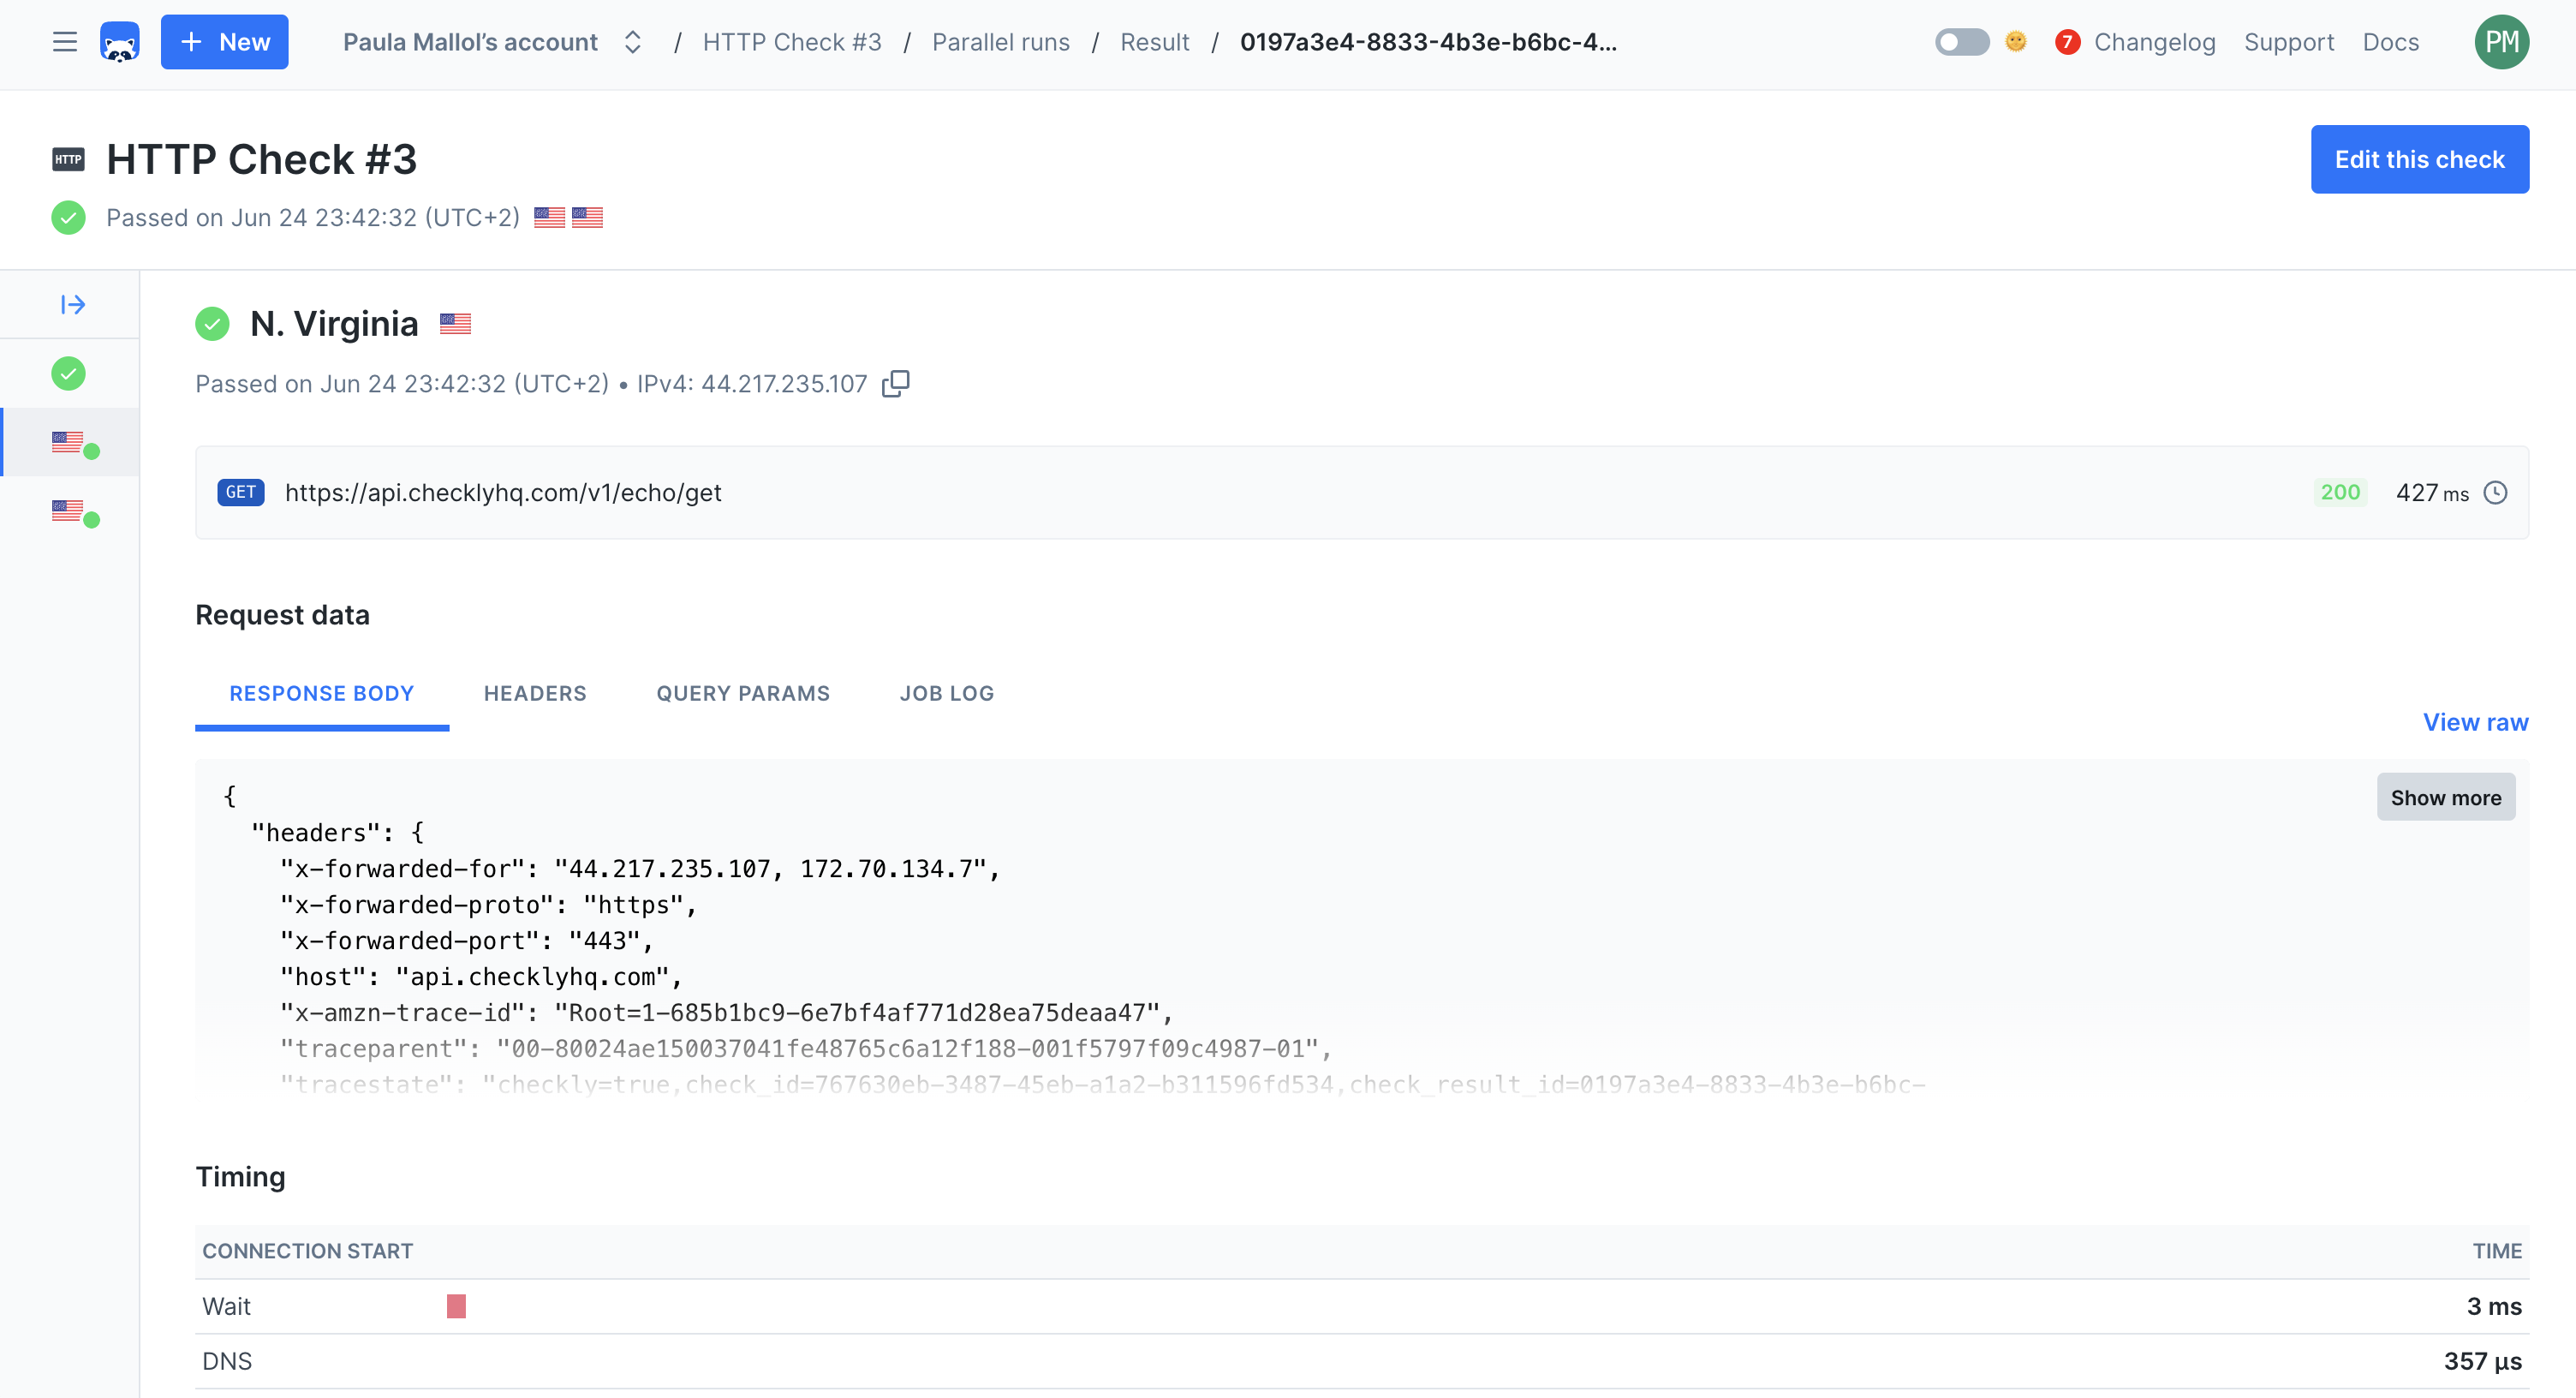 + New Paula Mallol's account / HTTP Check #3 / Parallel runs / Result / 0197a3e4-8833-4b3e-b6bc-4... 7 Changelog Support Docs PM
HTTP HTTP Check #3 Edit this check
Passed on Jun 24 23:42:32 (UTC+2)
N. Virginia
Passed on Jun 24 23:42:32 (UTC+2) • IPv4: 44.217.235.107
GET https://api.checklyhq.com/v1/echo/get 200 427 ms
Request data
RESPONSE BODY HEADERS QUERY PARAMS JOB LOG
View raw
{ Show more
"headers": {
"x-forwarded-for": "44.217.235.107, 172.70.134.7",
"x-forwarded-proto": "https",
"x-forwarded-port": "443",
"host": "api.checklyhq.com",
"x-amzn-trace-id": "Root=1-685b1bc9-6e7bf4af771d28ea75deaa47",
"traceparent": "00-80024ae150037041fe48765c6a12f188-001f5797f09c4987-01",
"tracestate": "checkly=true,check_id=767630eb-3487-45eb-a1a2-b311596fd534,check_result_id=0197a3e4-8833-4b3e-b6bc-
Timing
CONNECTION START TIME
Wait 3 ms
DNS 357 µs